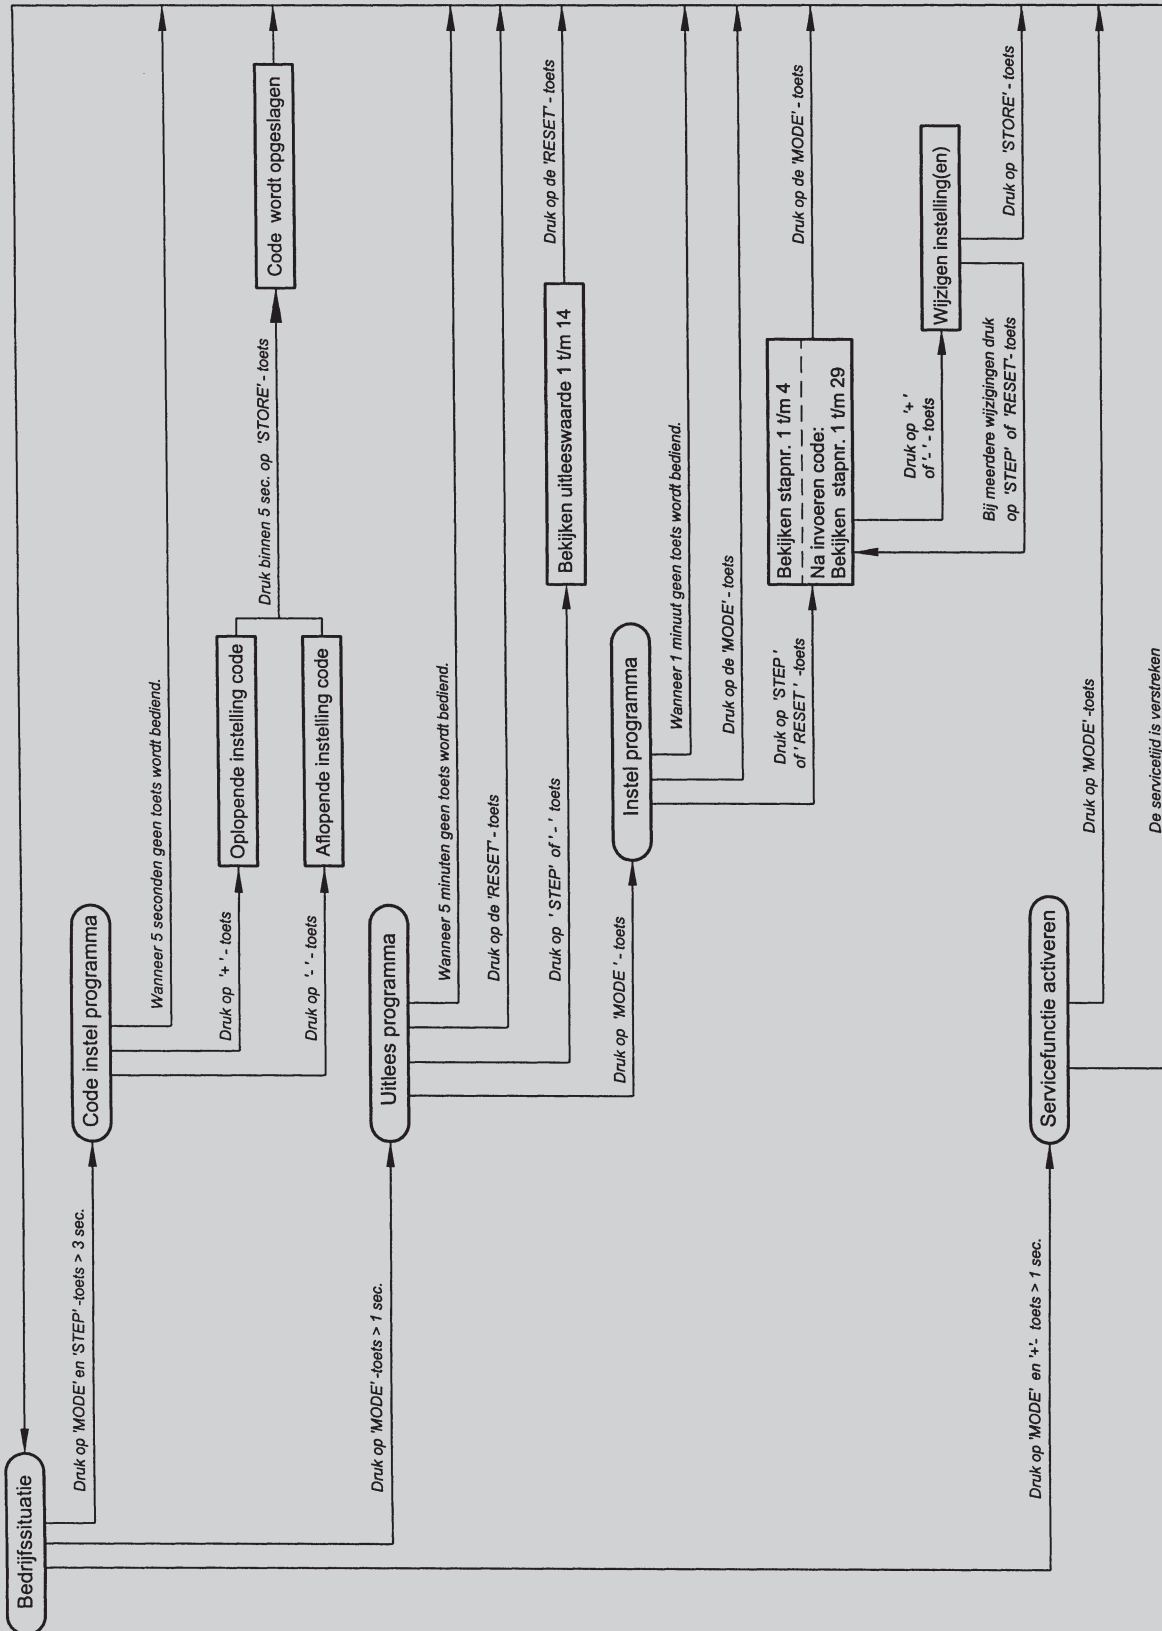 Bedrijfssituatie
Druk op 'MODE' en 'STEP' -toets > 3 sec.
Code instel programma
Wanneer 5 seconden geen toets wordt bediend.
Druk op '+' - toets
Oplopende instelling code
Druk op '-' - toets
Aflopende instelling code
Druk binnen 5 sec. op 'STORE' - toets
Code wordt opgeslagen
Druk op 'MODE' -toets > 1 sec.
Uitlees programma
Wanneer 5 minuten geen toets wordt bediend.
Druk op de 'RESET' - toets
Druk op ' STEP' of '-' toets
Bekijken uitleeswaarde 1 t/m 14
Druk op de 'RESET' - toets
Druk op 'MODE ' - toets
Instel programma
Wanneer 1 minuut geen toets wordt bediend.
Druk op de 'MODE' - toets
Druk op 'STEP '
of ' RESET ' -toets
Bekijken stapnr. 1 t/m 4
Na invoeren code:
Bekijken stapnr. 1 t/m 29
Druk op de 'MODE' - toets
Druk op '+'
of '-' - toets
Wijzigen instelling(en)
Bij meerdere wijzigingen druk
op 'STEP' of 'RESET'- toets
Druk op 'STORE' - toets
Druk op 'MODE' en '+'- toets > 1 sec.
Servicefunctie activeren
Druk op 'MODE' -toets
De servicetijd is verstreken